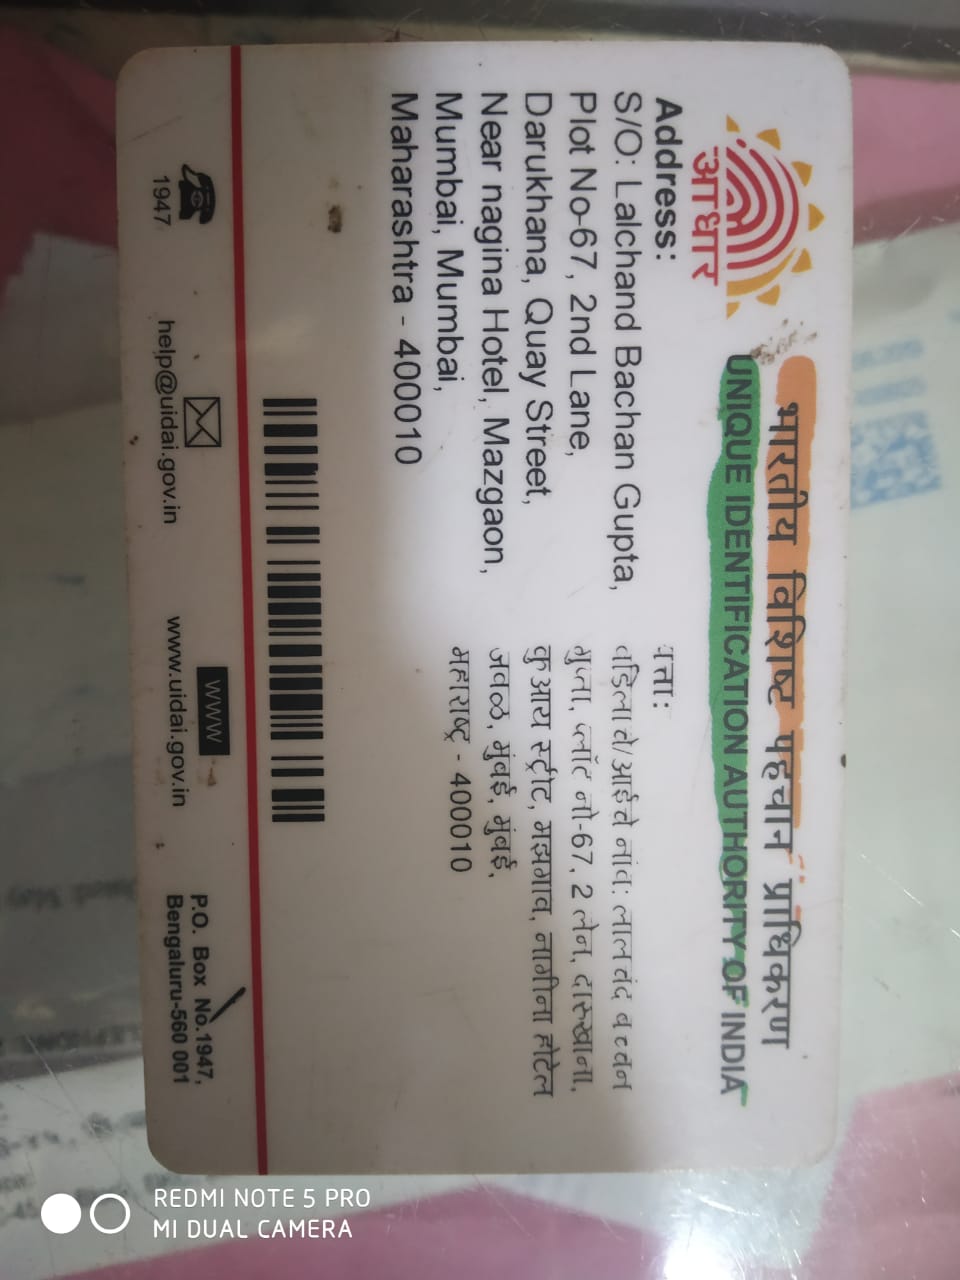 आधार
भारतीय विशिष्ट पहचान प्राधिकरण
UNIQUE IDENTIFICATION AUTHORITY OF INDIA
Address:
S/O: Lalchand Bachan Gupta,
Plot No-67, 2nd Lane,
Darukhana, Quay Street,
Near nagina Hotel, Mazgaon,
Mumbai, Mumbai,
Maharashtra - 400010
पत्ता:
वडिलाचे/आईचे नांव: लालचंद बच्चन
गुप्ता, प्लॉट नो-67, 2 लेन, दारूखाना,
कुआय स्ट्रीट, मझगाव, नागीना होटेल
जवळ, मुंबई, मुंबई,
महाराष्ट्र - 400010
1947
help@uidai.gov.in
WWW
www.uidai.gov.in
P.O. Box No.1947,
Bengaluru-560 001
REDMI NOTE 5 PRO
MI DUAL CAMERA